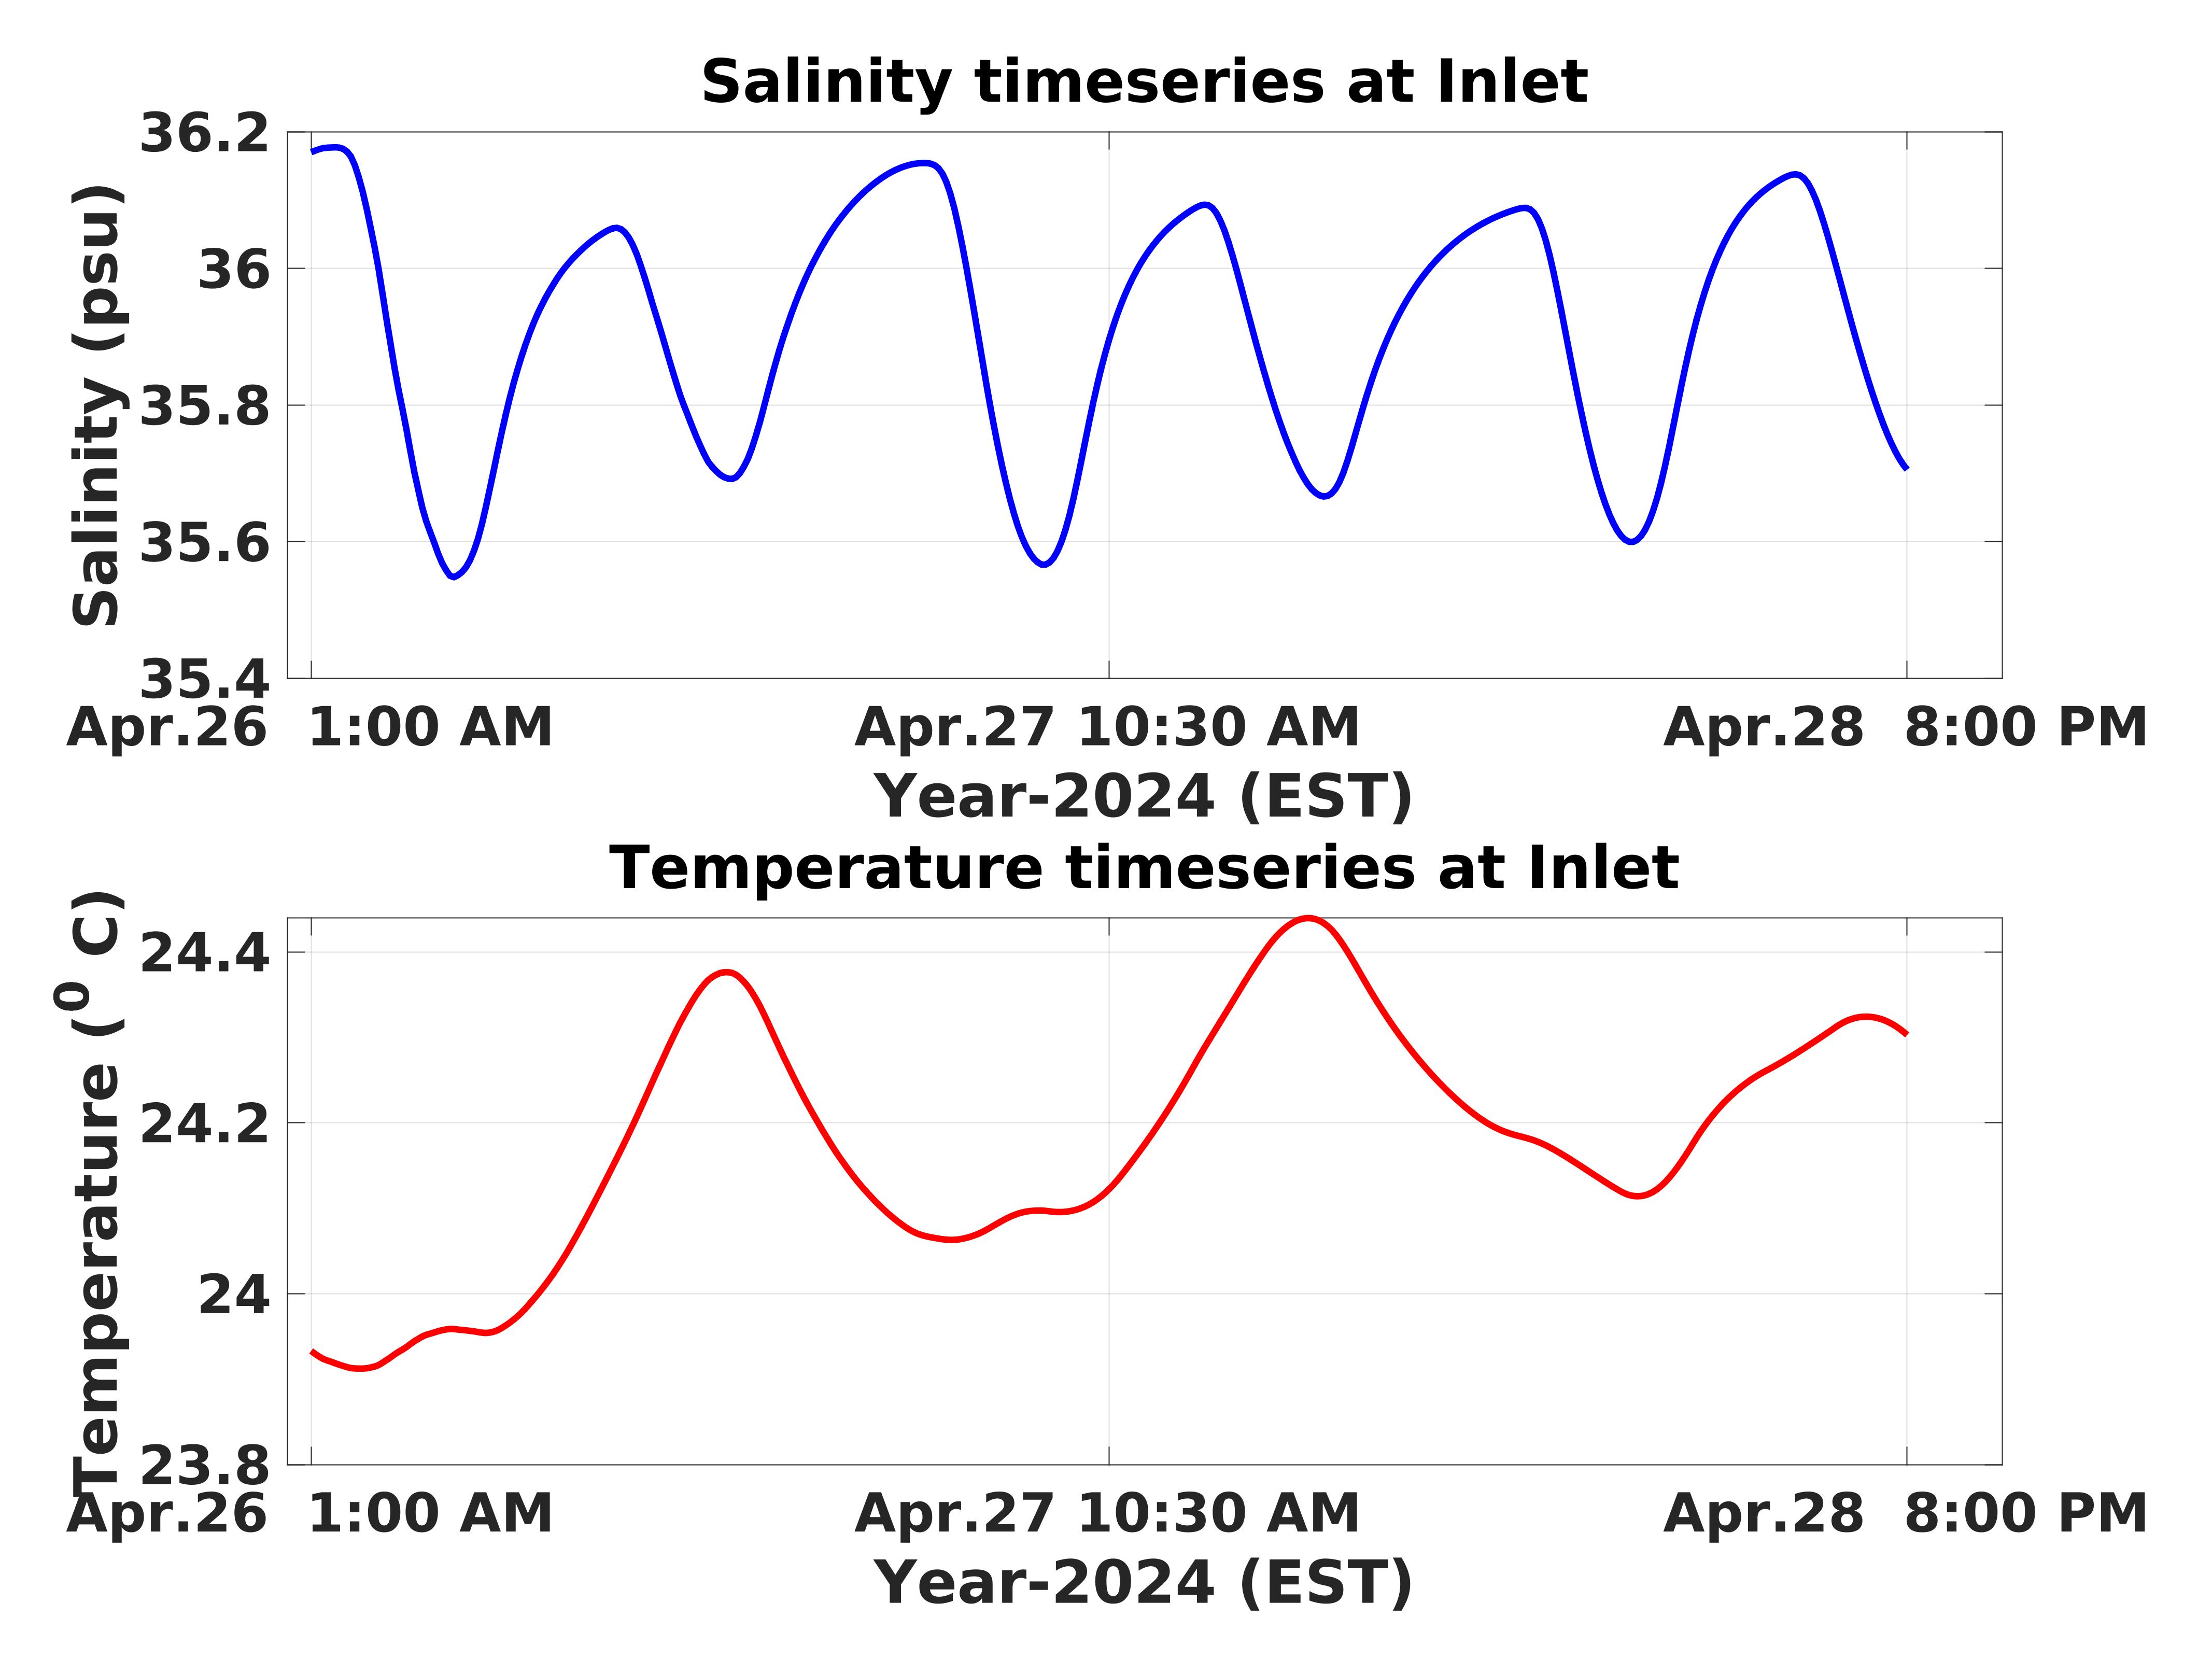 Salinity timeseries at Inlet
36.2
36
35.8
35.6
35.4
Salinity (psu)
Apr.26  1:00 AM
Apr.27 10:30 AM
Apr.28  8:00 PM
Year-2024 (EST)
Temperature timeseries at Inlet
24.4
24.2
24
23.8
Temperature (⁰ C)
Apr.26  1:00 AM
Apr.27 10:30 AM
Apr.28  8:00 PM
Year-2024 (EST)